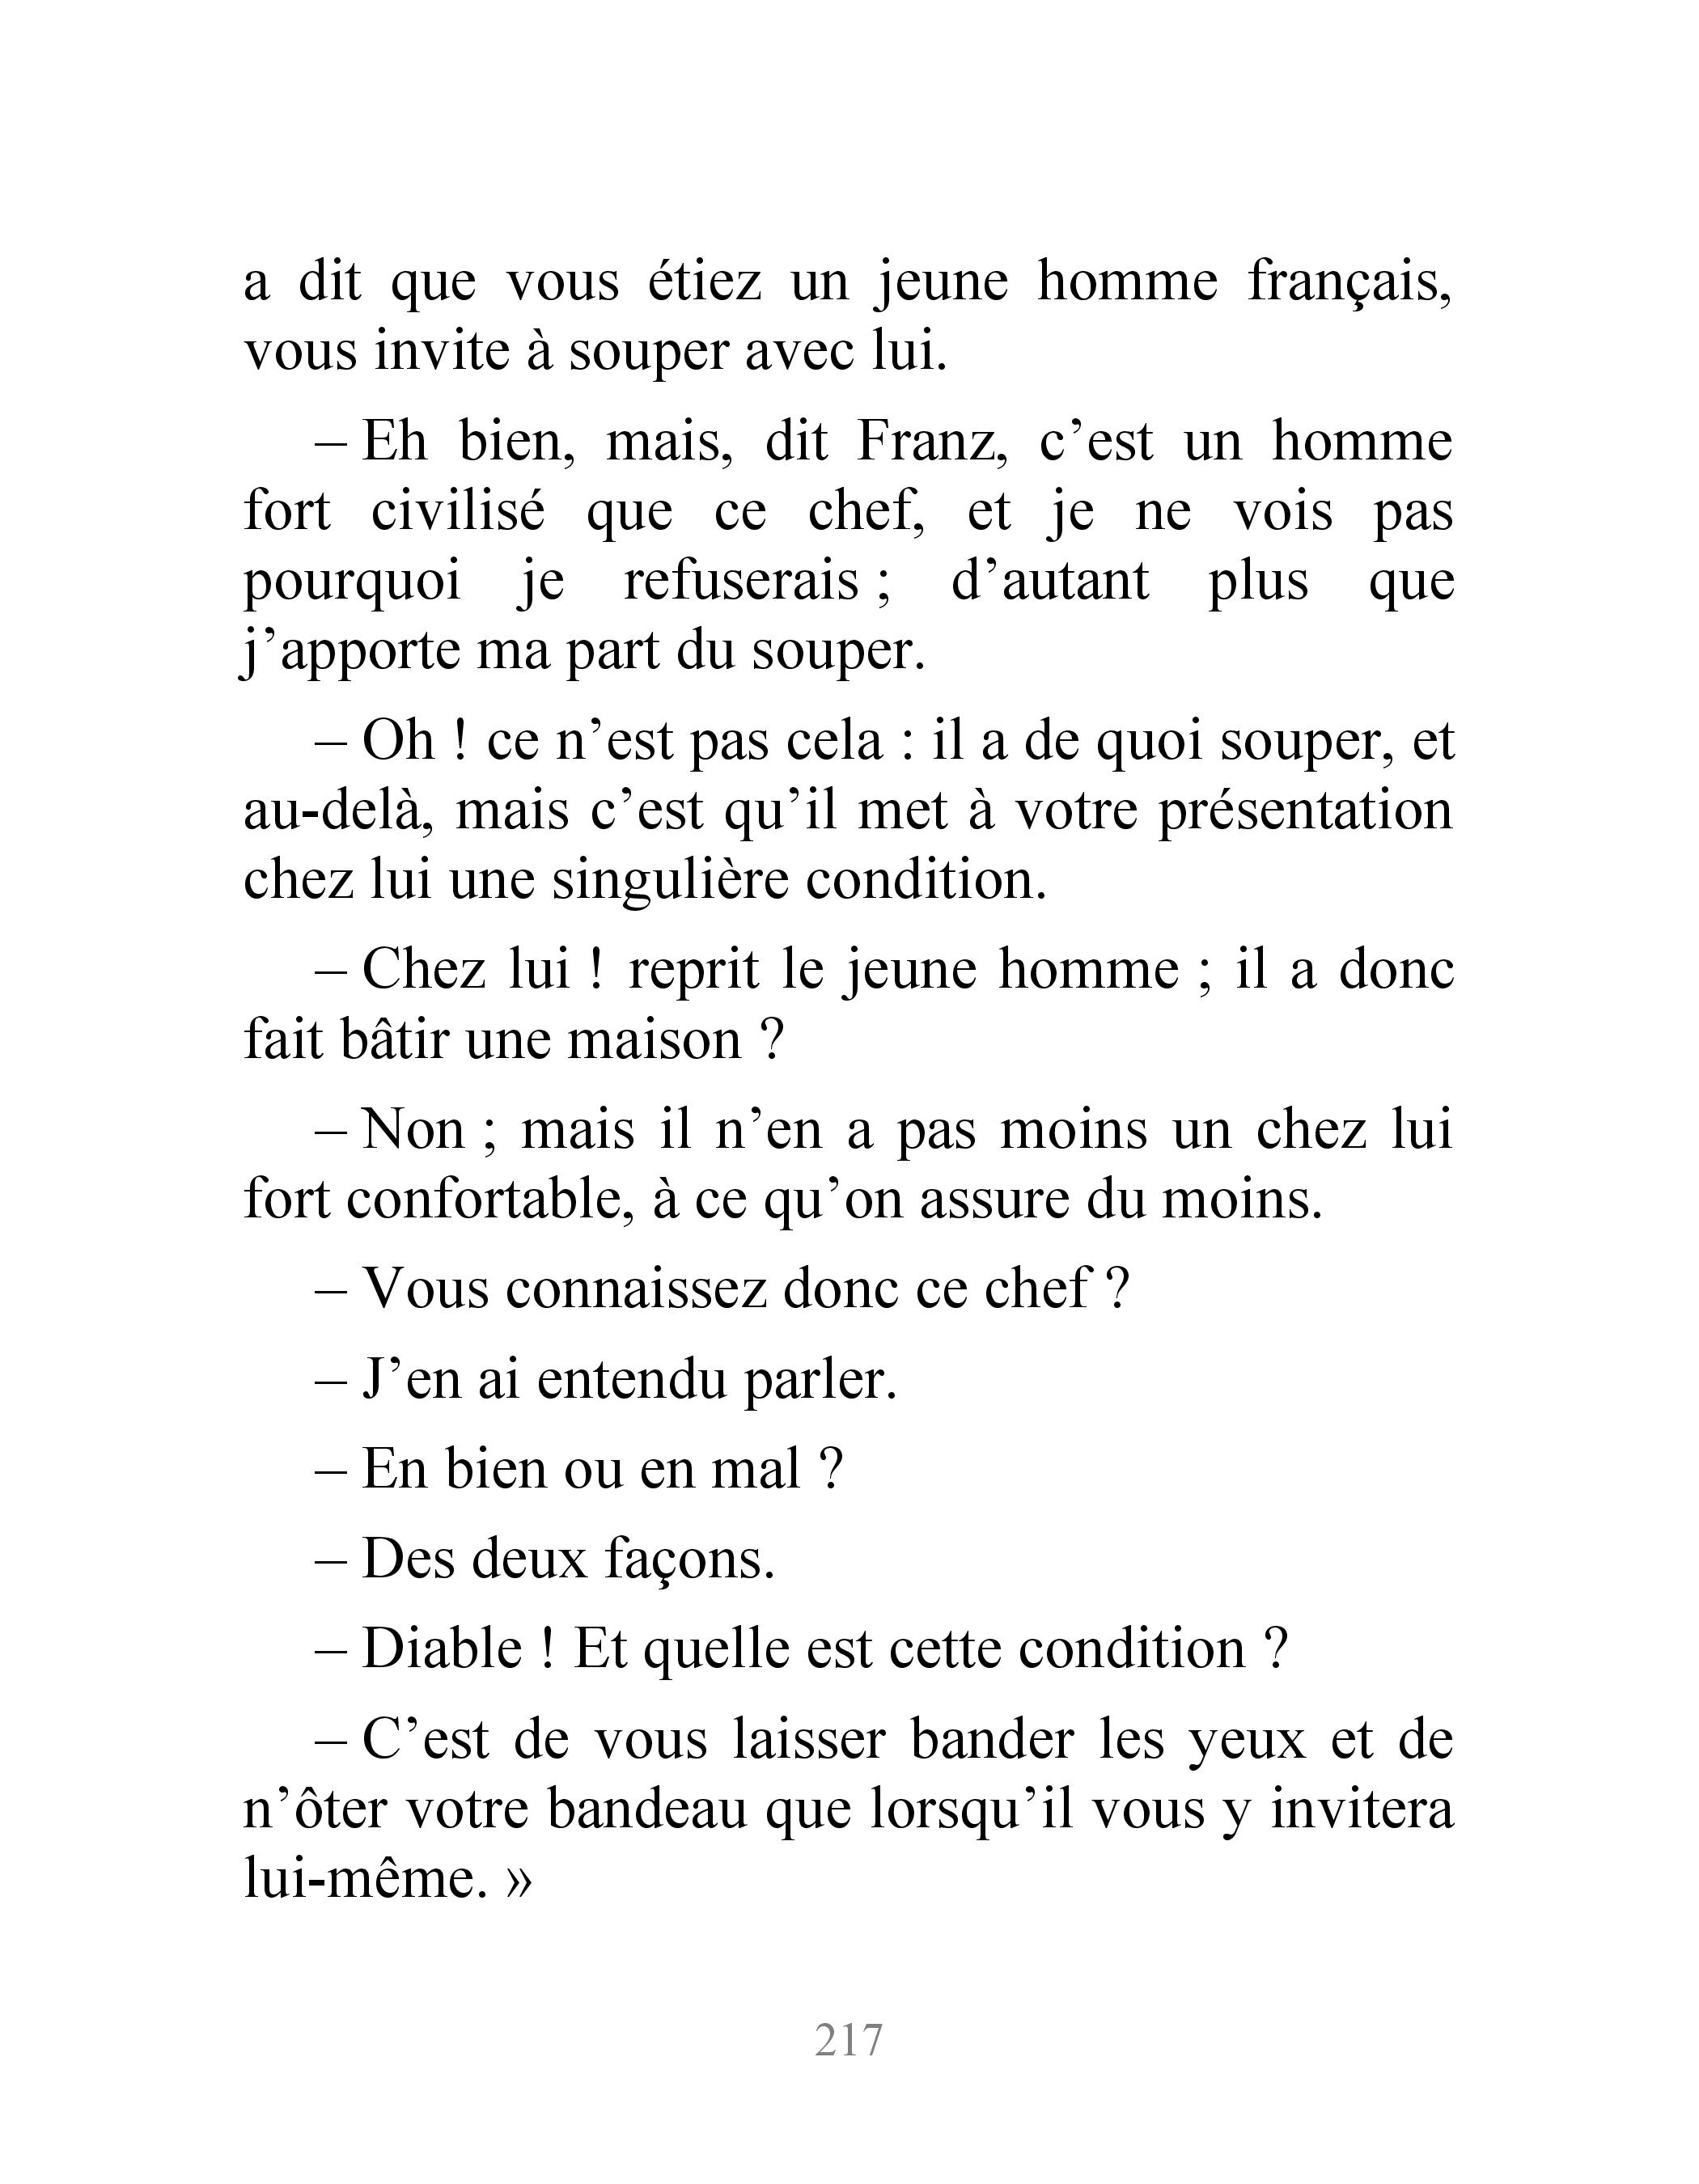 a dit que vous étiez un jeune homme français,
vous invite à souper avec lui.
– Eh bien, mais, dit Franz, c’est un homme
fort civilisé que ce chef, et je ne vois pas
pourquoi je refuserais ; d’autant plus que
j’apporte ma part du souper.
– Oh ! ce n’est pas cela : il a de quoi souper, et
au-delà, mais c’est qu’il met à votre présentation
chez lui une singulière condition.
– Chez lui ! reprit le jeune homme ; il a donc
fait bâtir une maison ?
– Non ; mais il n’en a pas moins un chez lui
fort confortable, à ce qu’on assure du moins.
– Vous connaissez donc ce chef ?
– J’en ai entendu parler.
– En bien ou en mal ?
– Des deux façons.
– Diable ! Et quelle est cette condition ?
– C’est de vous laisser bander les yeux et de
n’ôter votre bandeau que lorsqu’il vous y invitera
lui-même. »
217